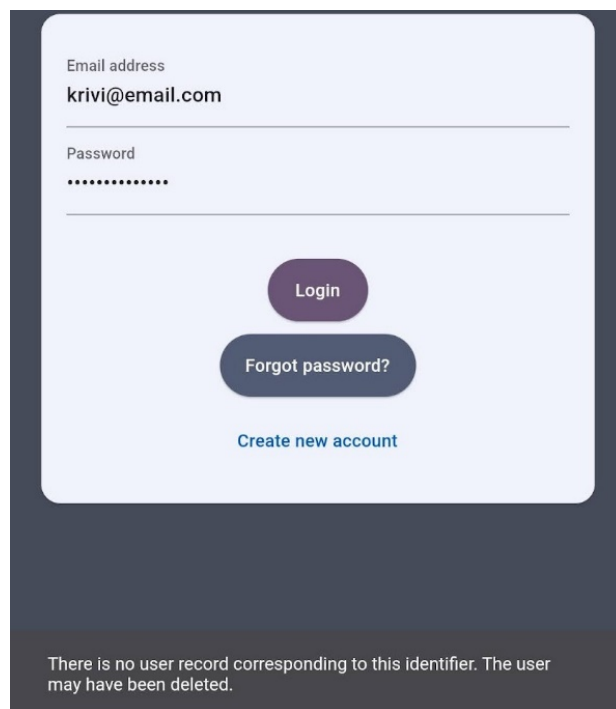 Email address
krivi@email.com
Password
••••••••••••••
Login
Forgot password?
Create new account
There is no user record corresponding to this identifier. The user
may have been deleted.